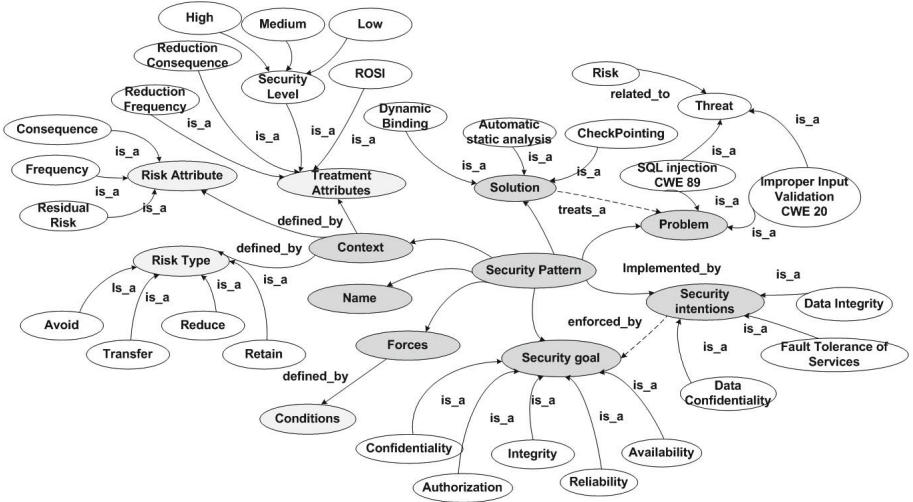 High
Medium
Low
Reduction
Consequence
Security
Level
ROSI
Reduction
Frequency
is_a
is_a
is_a
is_a
Consequence
is_a
Frequency
is_a
Residual
Risk
is_a
Risk Attribute
Treatment
Attributes
Dynamic
Binding
Automatic
static analysis
CheckPointing
is_a
is_a
is_a
Solution
Risk
related_to
Threat
is_a
SQL injection
CWE 89
Improper Input
Validation
CWE 20
is_a
is_a
treats_a
Problem
defined_by
defined_by
Context
Security Pattern
Risk Type
Is_a
is_a
is_a
is_a
Avoid
Transfer
Reduce
Retain
Name
Forces
defined_by
Conditions
Implemented_by
Security
intentions
is_a
Data Integrity
is_a
Fault Tolerance of
Services
is_a
Data
Confidentiality
enforced_by
Security goal
is_a
is_a
is_a
is_a
is_a
Confidentiality
Authorization
Integrity
Reliability
Availability